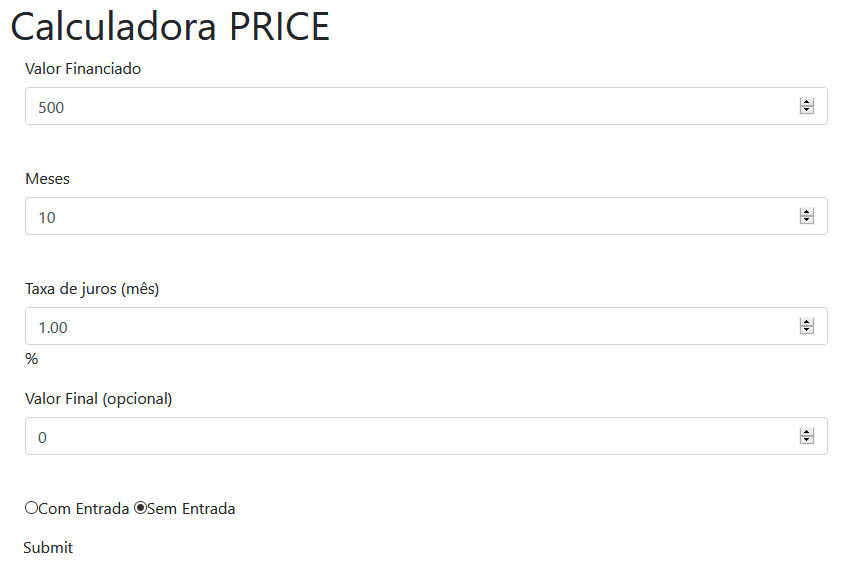 Calculadora PRICE
Valor Financiado
500
Meses
10
Taxa de juros (mês)
1.00
%
Valor Final (opcional)
0
Com Entrada Sem Entrada
Submit